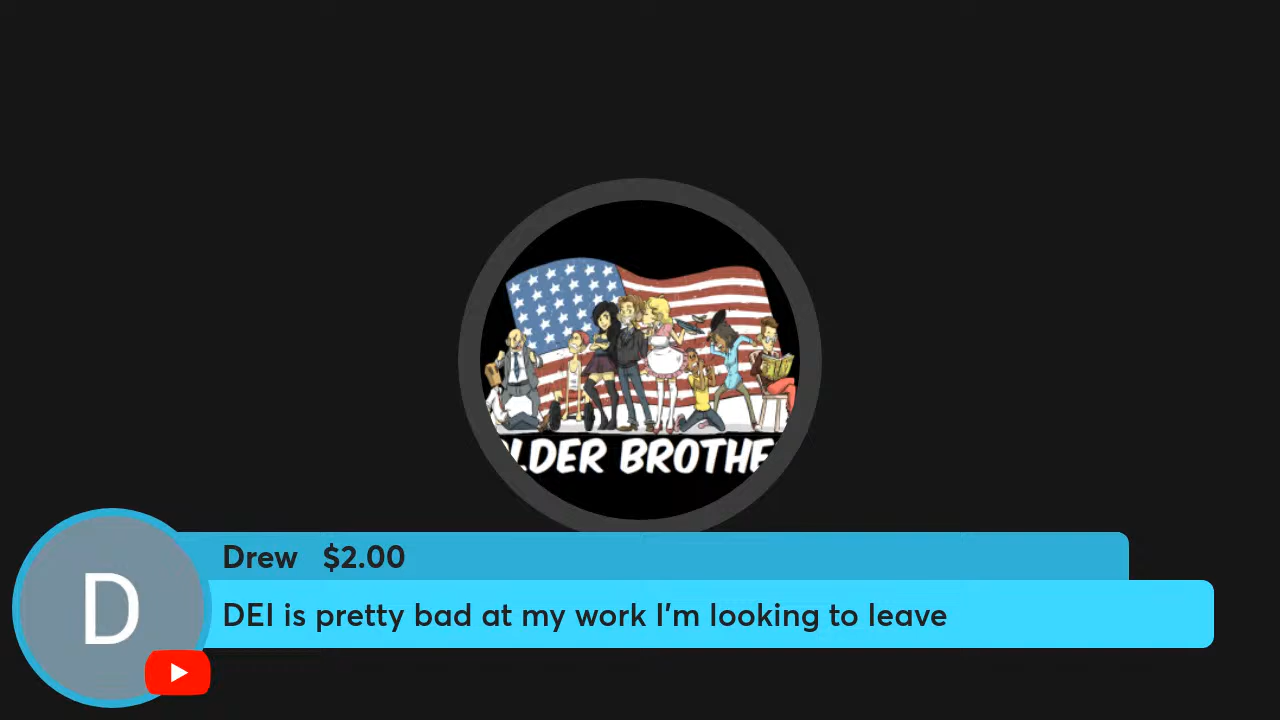 LDER BROTHE
Drew $2.00
D
DEI is pretty bad at my work I'm looking to leave